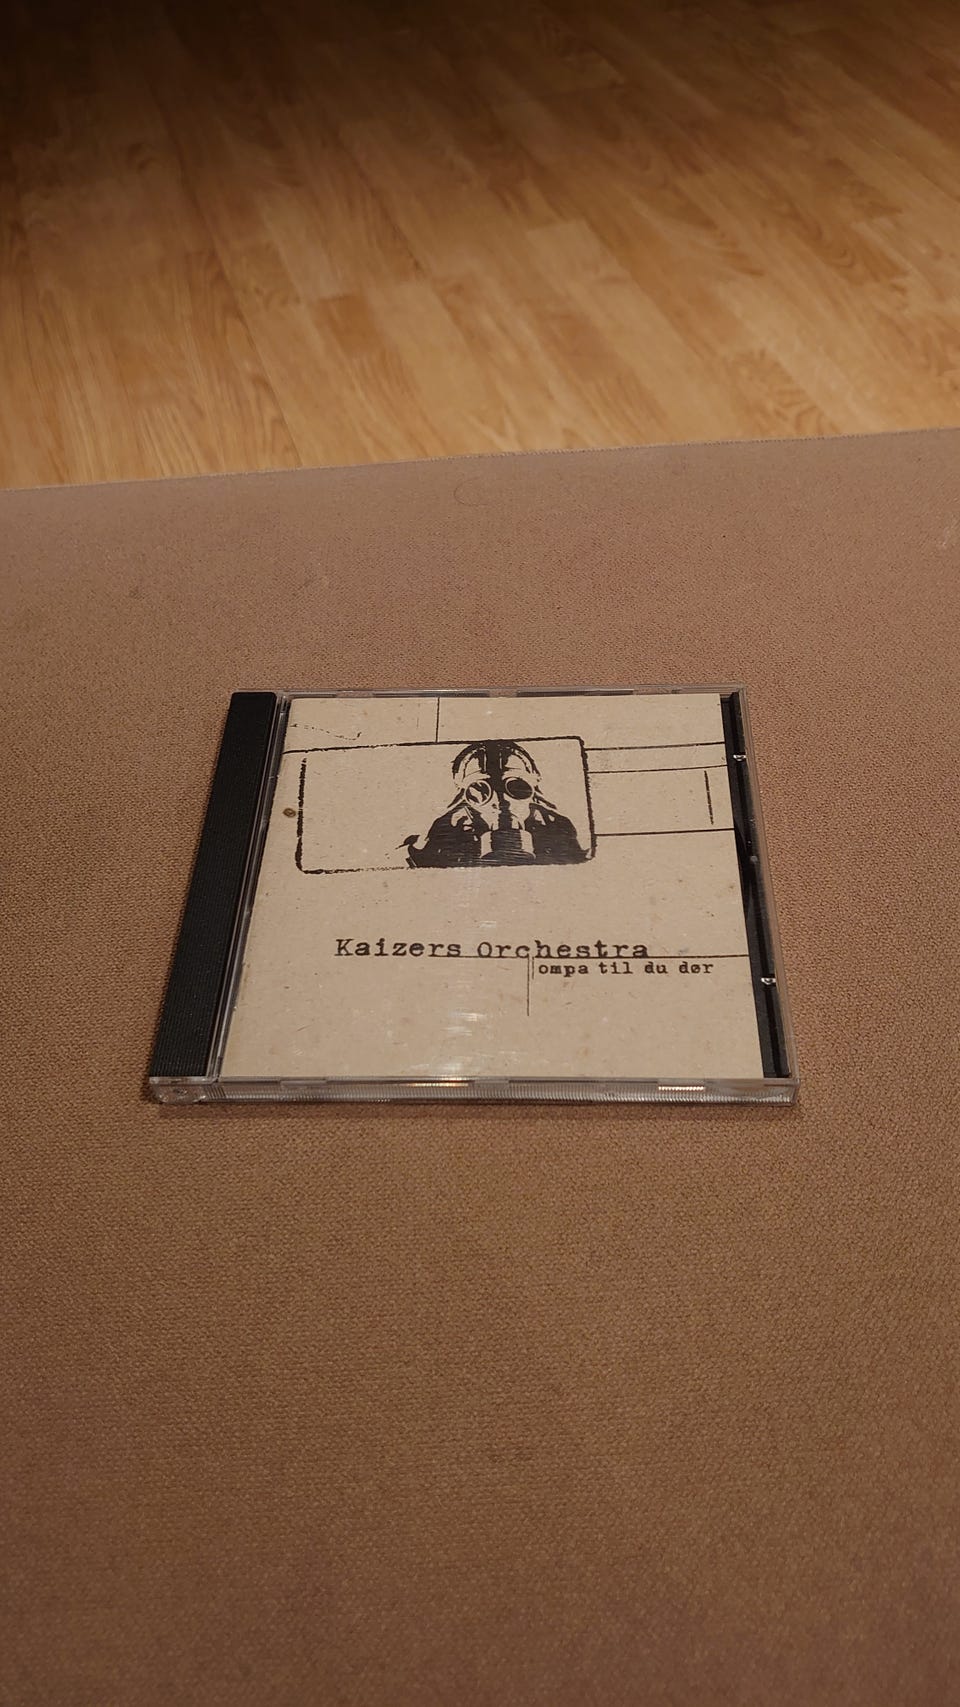 Kaizers Orchestra
ompa til du dør